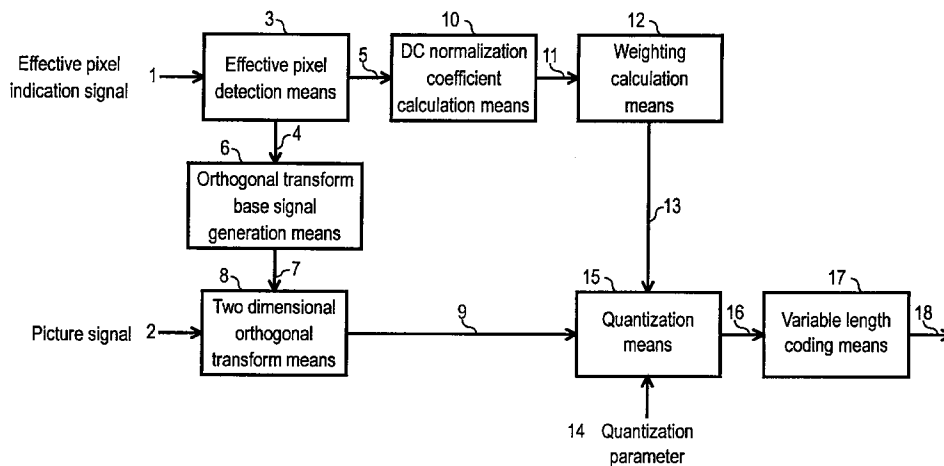 3
10
12
Effective pixel
indication signal
1
Effective pixel
detection means
5
DC normalization
coefficient
calculation means
11
Weighting
calculation
means
4
6
Orthogonal transform
base signal
generation means
13
7
8
15
17
Picture signal
2
Two dimensional
orthogonal
transform means
9
Quantization
means
16
Variable length
coding means
18
14
Quantization
parameter